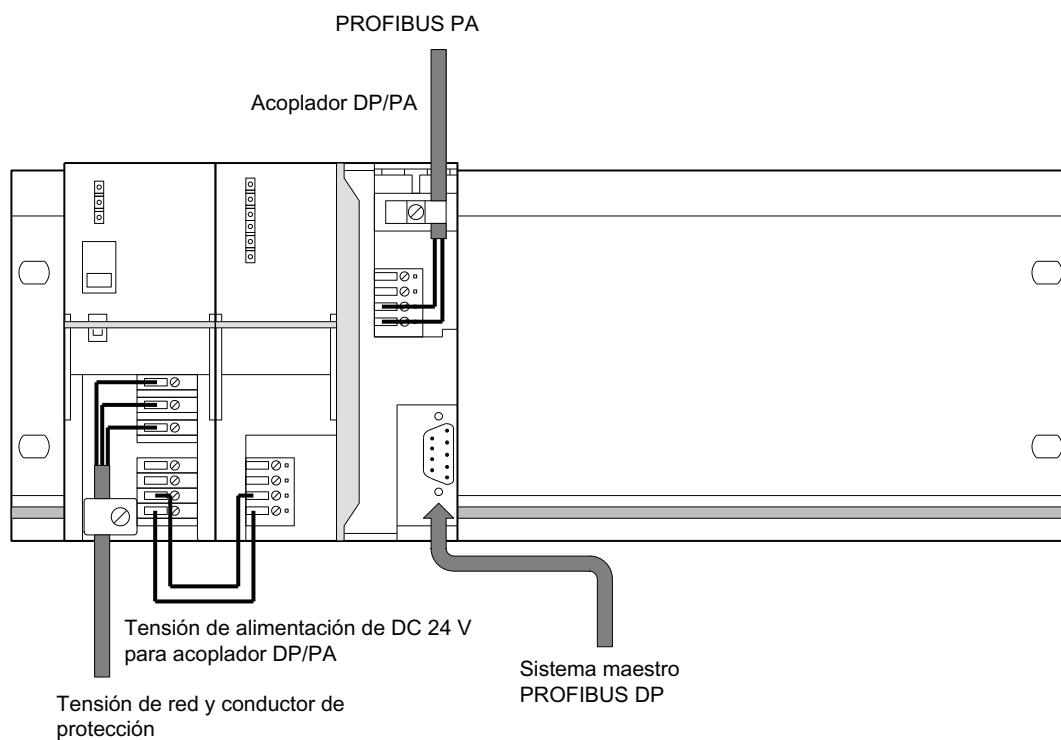 PROFIBUS PA
Acoplador DP/PA
Tensión de alimentación de DC 24 V
para acoplador DP/PA
Sistema maestro
PROFIBUS DP
Tensión de red y conductor de
protección